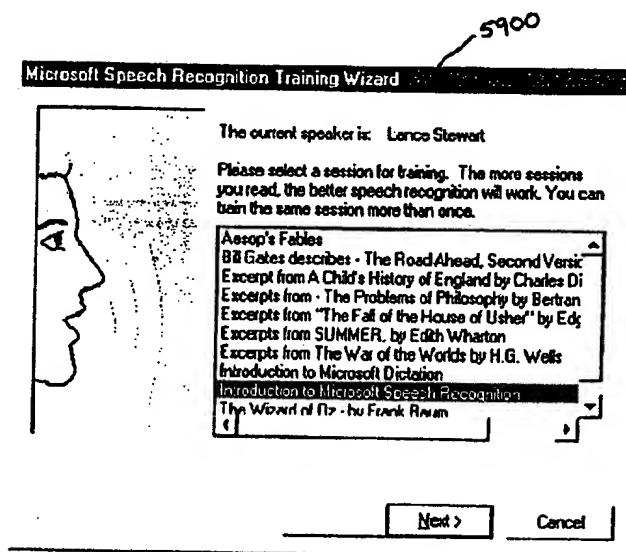 5900
Microsoft Speech Recognition Training Wizard
The current speaker is: Lance Stewart
Please select a session for training. The more sessions
you read, the better speech recognition will work. You can
train the same session more than once.
Aesop's Fables
Bill Gates describes - The Road Ahead, Second Versic
Excerpt from A Child's History of England by Charles Di
Excerpts from - The Problems of Philosophy by Bertran
Excerpts from "The Fall of the House of Usher" by Edg
Excerpts from SUMMER, by Edith Wharton
Excerpts from The War of the Worlds by H.G. Wells
Introduction to Microsoft Dictation
Introduction to Microsoft Speech Recognition
The Wizard of Oz - by Frank Baum
Next >
Cancel